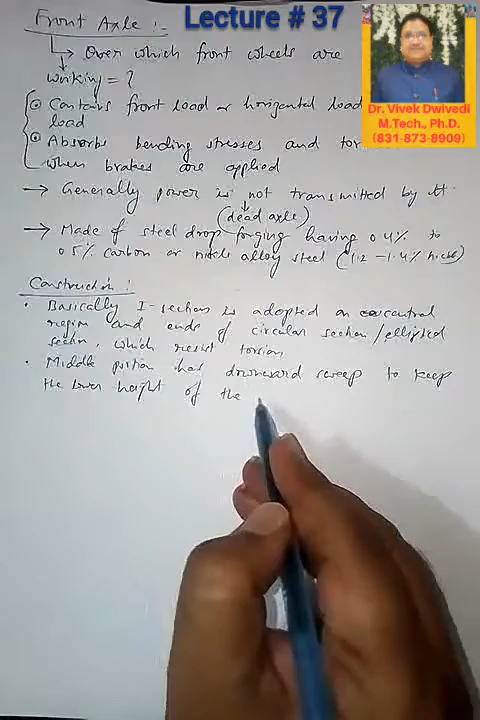 Lecture # 37
Front Axle :-
Over which front wheels are
working = ?
Contains front load or horizental load
load
Absorbs bending stresses and tor
when brakes are applied
→ Generally power is not transmitted by it.
(dead axle)
→ Made of steel drop forging having 0.4% to
0.5% carbon or nickle alloy steel (1.2 - 1.4% nickel)
Construction :
• Basically I-section is adopted an central
region and ends of circular section/elliptical
section, which resist torsion
• Middle portion has downward sweep to keep
the lower height of the
Dr. Vivek Dwivedi
M.Tech., Ph.D.
(831-873-8909)